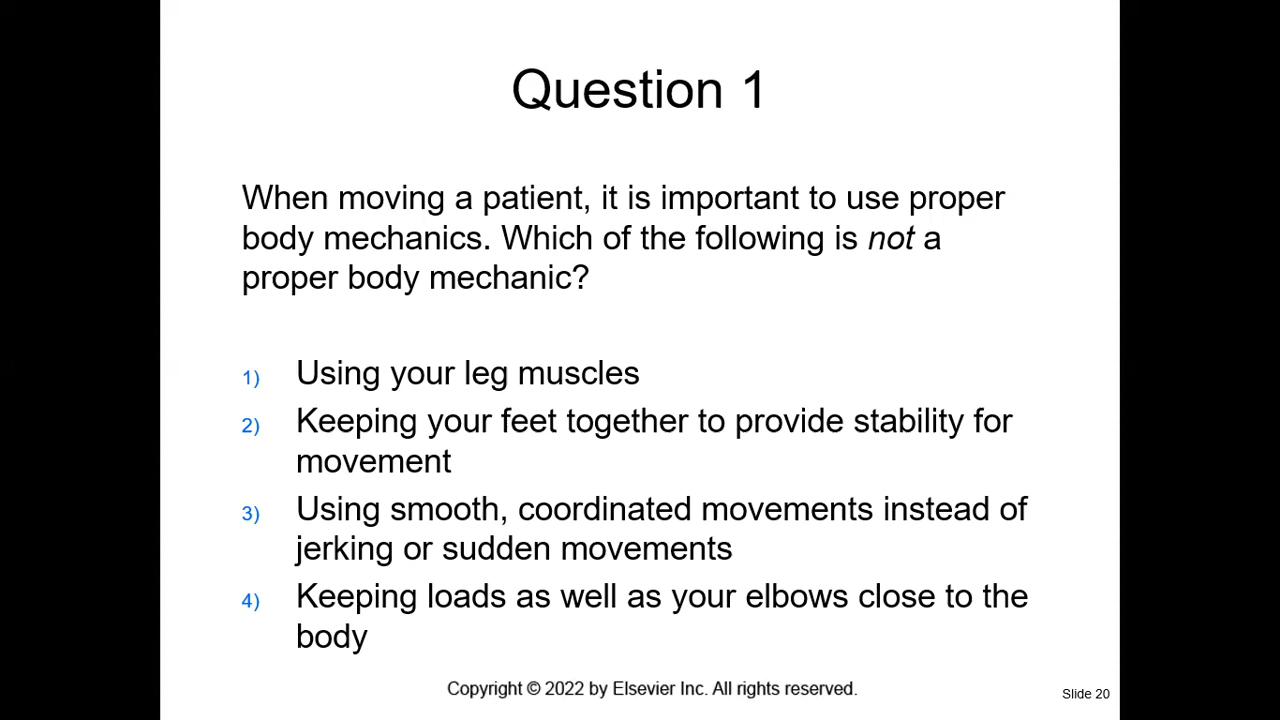 Question 1
When moving a patient, it is important to use proper
body mechanics. Which of the following is not a
proper body mechanic?
1) Using your leg muscles
2) Keeping your feet together to provide stability for
movement
3) Using smooth, coordinated movements instead of
jerking or sudden movements
4) Keeping loads as well as your elbows close to the
body
Copyright © 2022 by Elsevier Inc. All rights reserved.
Slide 20